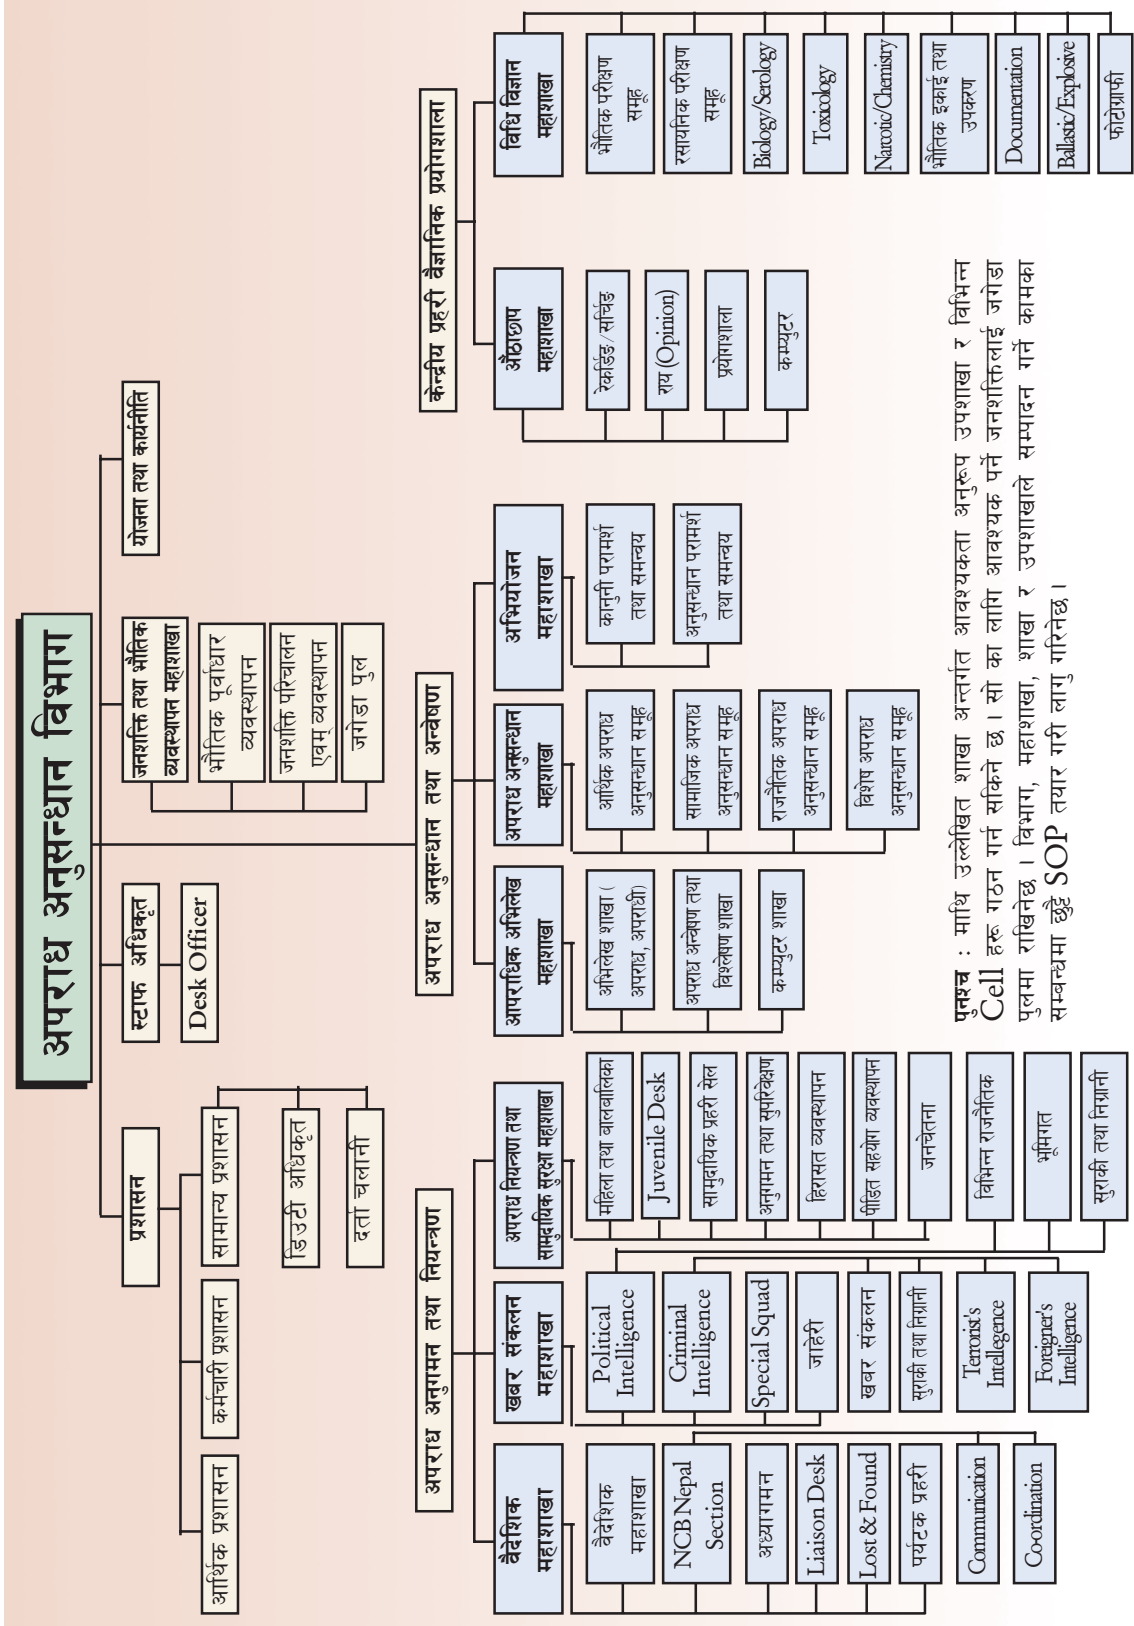 अपराध अनुसन्धान विभाग
प्रशासन
आर्थिक प्रशासन
कर्मचारी प्रशासन
सामान्य प्रशासन
डिउटी अधिकृत
दर्ता चलानी
स्टाफ अधिकृत
Desk Officer
जनशक्ति तथा भौतिक
व्यवस्थापन महाशाखा
भौतिक पूर्वाधार
व्यवस्थापन
जनशक्ति परिचालन
एवम् व्यवस्थापन
जगेडा पुल
योजना तथा कार्यनीति
अपराध अनुगमन तथा नियन्त्रण
वैदेशिक
महाशाखा
वैदेशिक
महाशाखा
NCB Nepal
Section
अध्यागमन
Liaison Desk
Lost & Found
पर्यटक प्रहरी
Communication
Co-ordination
खबर संकलन
महाशाखा
Political
Intelligence
Criminal
Intelligence
Special Squad
जाहेरी
खबर संकलन
सुराकी तथा निग्रानी
Terrorist's
Intellegence
Foreigner's
Intelligence
अपराध नियन्त्रण तथा
सामुदायिक सुरक्षा महाशाखा
महिला तथा बालबालिका
Juvenile Desk
सामुदायिक प्रहरी सेल
अनुगमन तथा सुपरिवेक्षण
हिरासत व्यवस्थापन
पीडित सहयोग व्यवस्थापन
जनचेतना
विभिन्न राजनैतिक
भूमिगत
सुराकी तथा निग्रानी
अपराध अनुसन्धान तथा अन्वेषण
आपराधिक अभिलेख
महाशाखा
अभिलेख शाखा (
अपराध, अपराधी)
अपराध अन्वेषण तथा
विश्लेषण शाखा
कम्प्युटर शाखा
अपराध अनुसन्धान
महाशाखा
आर्थिक अपराध
अनुसन्धान समूह
सामाजिक अपराध
अनुसन्धान समूह
राजनैतिक अपराध
अनुसन्धान समूह
विशेष अपराध
अनुसन्धान समूह
अभियोजन
महाशाखा
कानुनी परामर्श
तथा समन्वय
अनुसन्धान परामर्श
तथा समन्वय
केन्द्रीय प्रहरी वैज्ञानिक प्रयोगशाला
औंठाछाप
महाशाखा
रेकर्डिङ/सर्चिङ
राय (Opinion)
प्रयोगशाला
कम्प्युटर
विधि विज्ञान
महाशाखा
भौतिक परीक्षण
समूह
रसायनिक परीक्षण
समूह
Biology/Serology
Toxicology
Narcotic/Chemistry
भौतिक इकाई तथा
उपकरण
Documentation
Ballastic/Explosive
फोटोग्राफी
पुनश्च : माथि उल्लेखित शाखा अन्तर्गत आवश्यकता अनुरूप उपशाखा र विभिन्न
Cell हरू गठन गर्न सकिने छ। सो का लागि आवश्यक पर्ने जनशक्तिलाई जगेडा
पुलमा राखिनेछ। विभाग, महाशाखा, शाखा र उपशाखाले सम्पादन गर्ने कामका
सम्बन्धमा छुट्टै SOP तयार गरी लागु गरिनेछ।